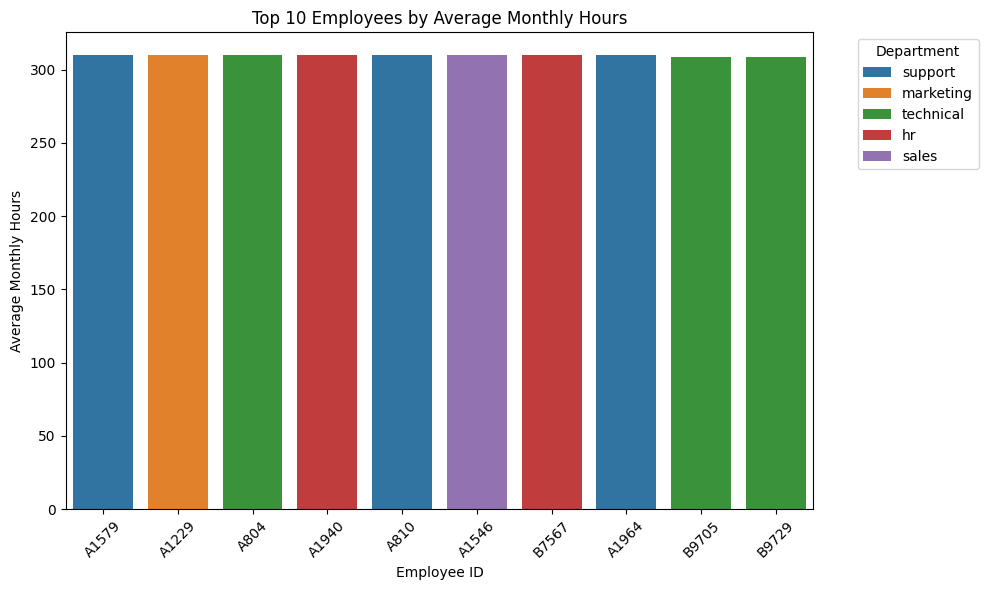 Top 10 Employees by Average Monthly Hours
Department
support
marketing
technical
hr
sales
Average Monthly Hours
300
250
200
150
100
50
0
A1579
A1229
A804
A1940
A810
A1546
B7567
A1964
B9705
B9729
Employee ID